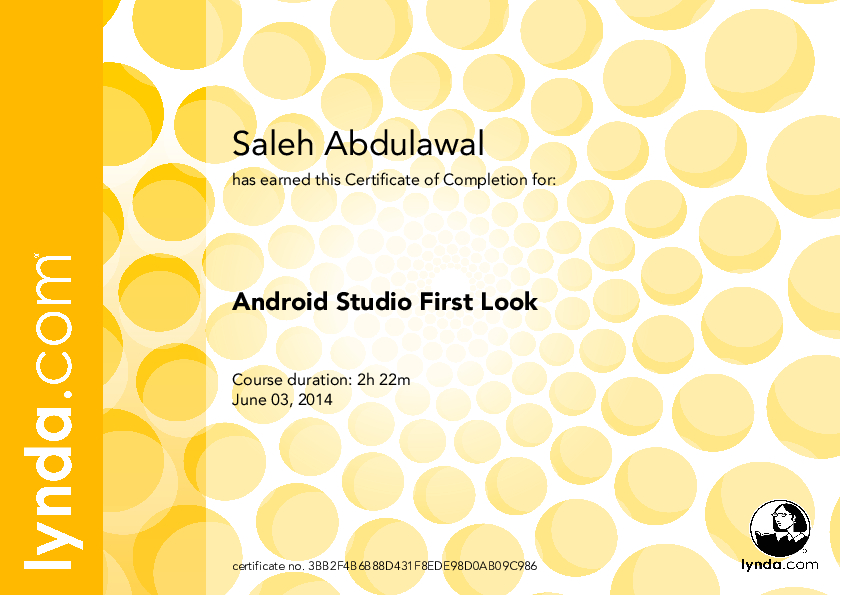 lynda.com
Saleh Abdulawal
has earned this Certificate of Completion for:
Android Studio First Look
Course duration: 2h 22m
June 03, 2014
certificate no. 3BB2F4B6B88D431F8EDE98D0AB09C986
lynda.com